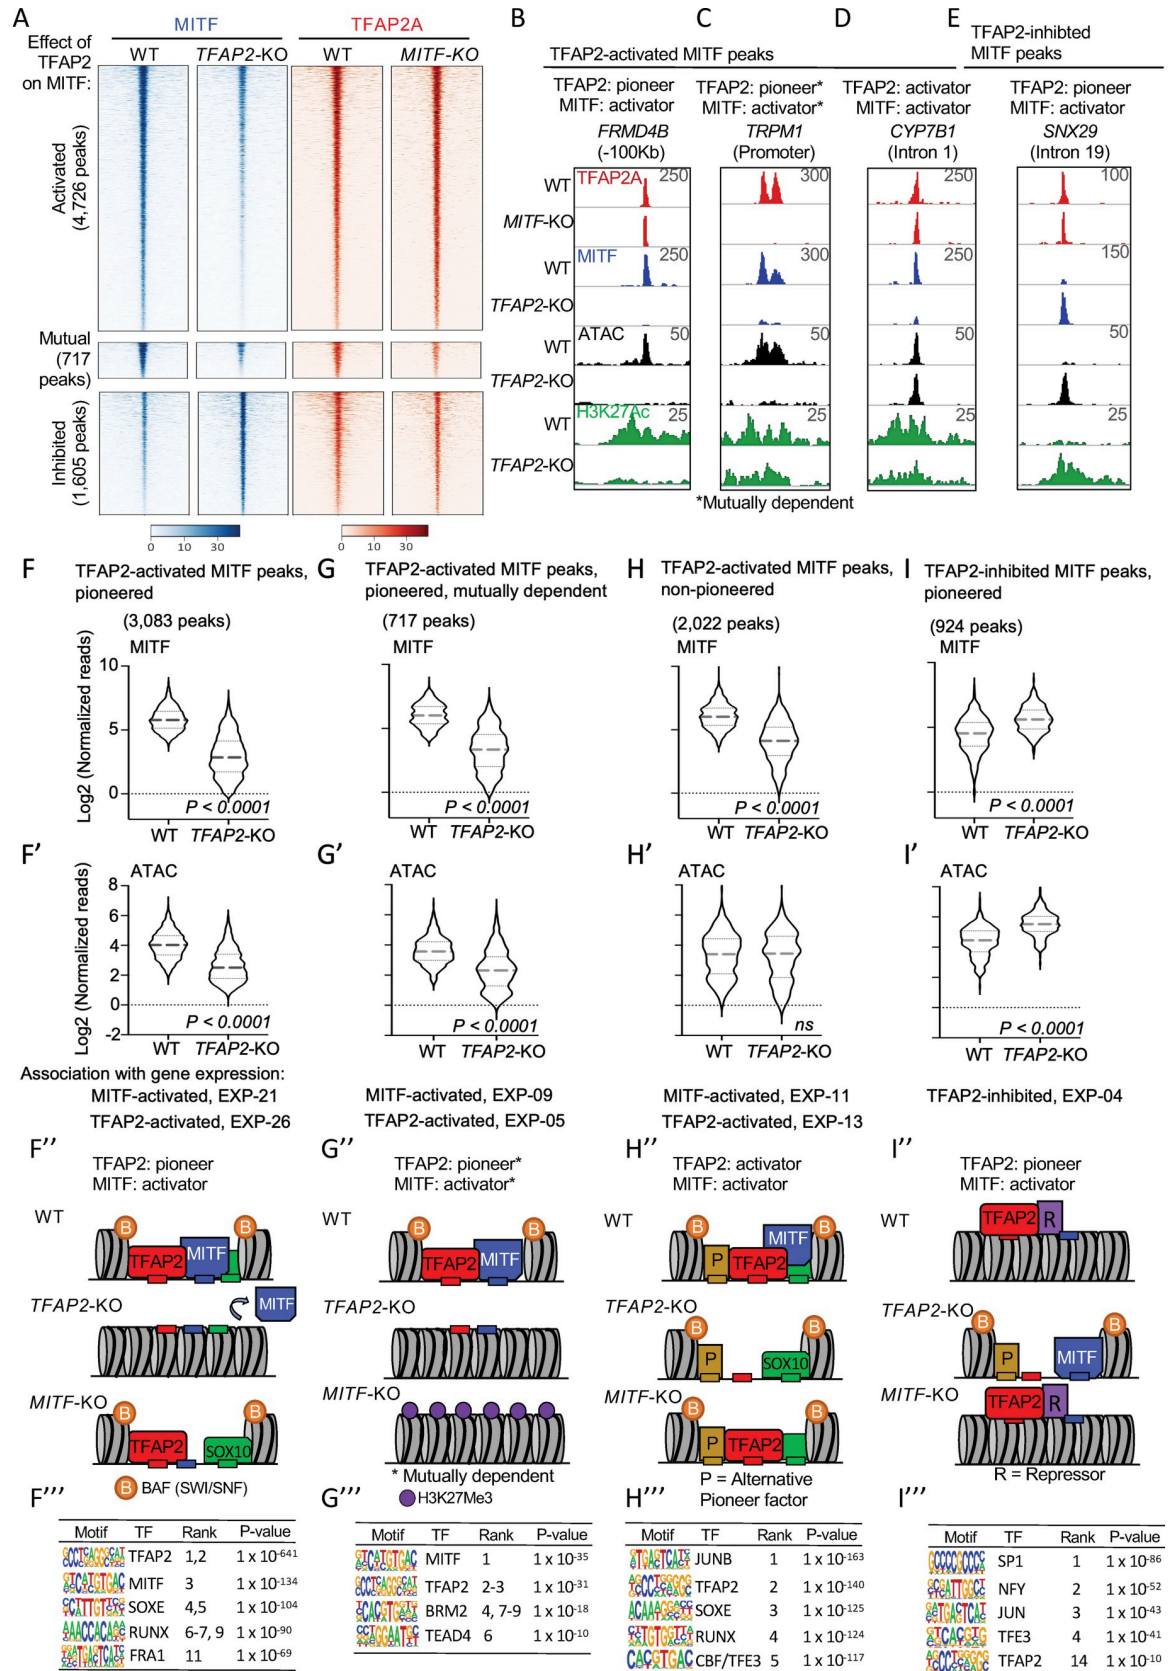 A
MITF
TFAP2A
Effect of
TFAP2
on MITF:
WT
TFAP2-KO
WT
MITF-KO
Activated
(4,726 peaks)
Mutual
(717
peaks)
Inhibited
(1,605 peaks)
0 10 30
0 10 30
B
C
D
E
TFAP2-activated MITF peaks
TFAP2-inhibted
MITF peaks
TFAP2: pioneer
MITF: activator
FRMD4B
(-100Kb)
TFAP2: pioneer*
MITF: activator*
TRPM1
(Promoter)
TFAP2: activator
MITF: activator
CYP7B1
(Intron 1)
TFAP2: pioneer
MITF: activator
SNX29
(Intron 19)
WT
TFAP2A
250
300
250
100
MITF-KO
WT
MITF
250
300
250
150
TFAP2-KO
WT
ATAC
50
50
50
50
TFAP2-KO
WT
H3K27Ac
25
25
25
25
TFAP2-KO
*Mutually dependent
F
TFAP2-activated MITF peaks,
pioneered
(3,083 peaks)
MITF
Log2 (Normalized reads)
10
5
0
P < 0.0001
WT TFAP2-KO
G
TFAP2-activated MITF peaks,
pioneered, mutually dependent
(717 peaks)
MITF
P < 0.0001
WT TFAP2-KO
H
TFAP2-activated MITF peaks,
non-pioneered
(2,022 peaks)
MITF
P < 0.0001
WT TFAP2-KO
I
TFAP2-inhibited MITF peaks,
pioneered
(924 peaks)
MITF
P < 0.0001
WT TFAP2-KO
F'
ATAC
Log2 (Normalized reads)
8
6
4
2
0
-2
P < 0.0001
WT TFAP2-KO
G'
ATAC
P < 0.0001
WT TFAP2-KO
H'
ATAC
ns
WT TFAP2-KO
I'
ATAC
P < 0.0001
WT TFAP2-KO
Association with gene expression:
MITF-activated, EXP-21
TFAP2-activated, EXP-26
MITF-activated, EXP-09
TFAP2-activated, EXP-05
MITF-activated, EXP-11
TFAP2-activated, EXP-13
TFAP2-inhibited, EXP-04
F''
TFAP2: pioneer
MITF: activator
WT
B
B
TFAP2
MITF
TFAP2-KO
MITF
MITF-KO
B
B
TFAP2
SOX10
B BAF (SWI/SNF)
G''
TFAP2: pioneer*
MITF: activator*
WT
B
B
TFAP2
MITF
TFAP2-KO
MITF-KO
* Mutually dependent
H3K27Me3
H''
TFAP2: activator
MITF: activator
WT
B
B
P
TFAP2
MITF
TFAP2-KO
B
B
P
SOX10
MITF-KO
B
B
P
TFAP2
P = Alternative
Pioneer factor
I''
TFAP2: pioneer
MITF: activator
WT
TFAP2
R
TFAP2-KO
B
B
P
MITF
MITF-KO
TFAP2
R
R = Repressor
F'''
Motif TF Rank P-value
TFAP2 1,2 1 x 10-641
MITF 3 1 x 10-134
SOXE 4,5 1 x 10-104
RUNX 6-7, 9 1 x 10-90
FRA1 11 1 x 10-69
G'''
Motif TF Rank P-value
MITF 1 1 x 10-35
TFAP2 2-3 1 x 10-31
BRM2 4, 7-9 1 x 10-18
TEAD4 6 1 x 10-10
H'''
Motif TF Rank P-value
JUNB 1 1 x 10-163
TFAP2 2 1 x 10-140
SOXE 3 1 x 10-125
RUNX 4 1 x 10-124
CBF/TFE3 5 1 x 10-117
I'''
Motif TF Rank P-value
SP1 1 1 x 10-86
NFY 2 1 x 10-52
JUN 3 1 x 10-43
TFE3 4 1 x 10-41
TFAP2 14 1 x 10-10